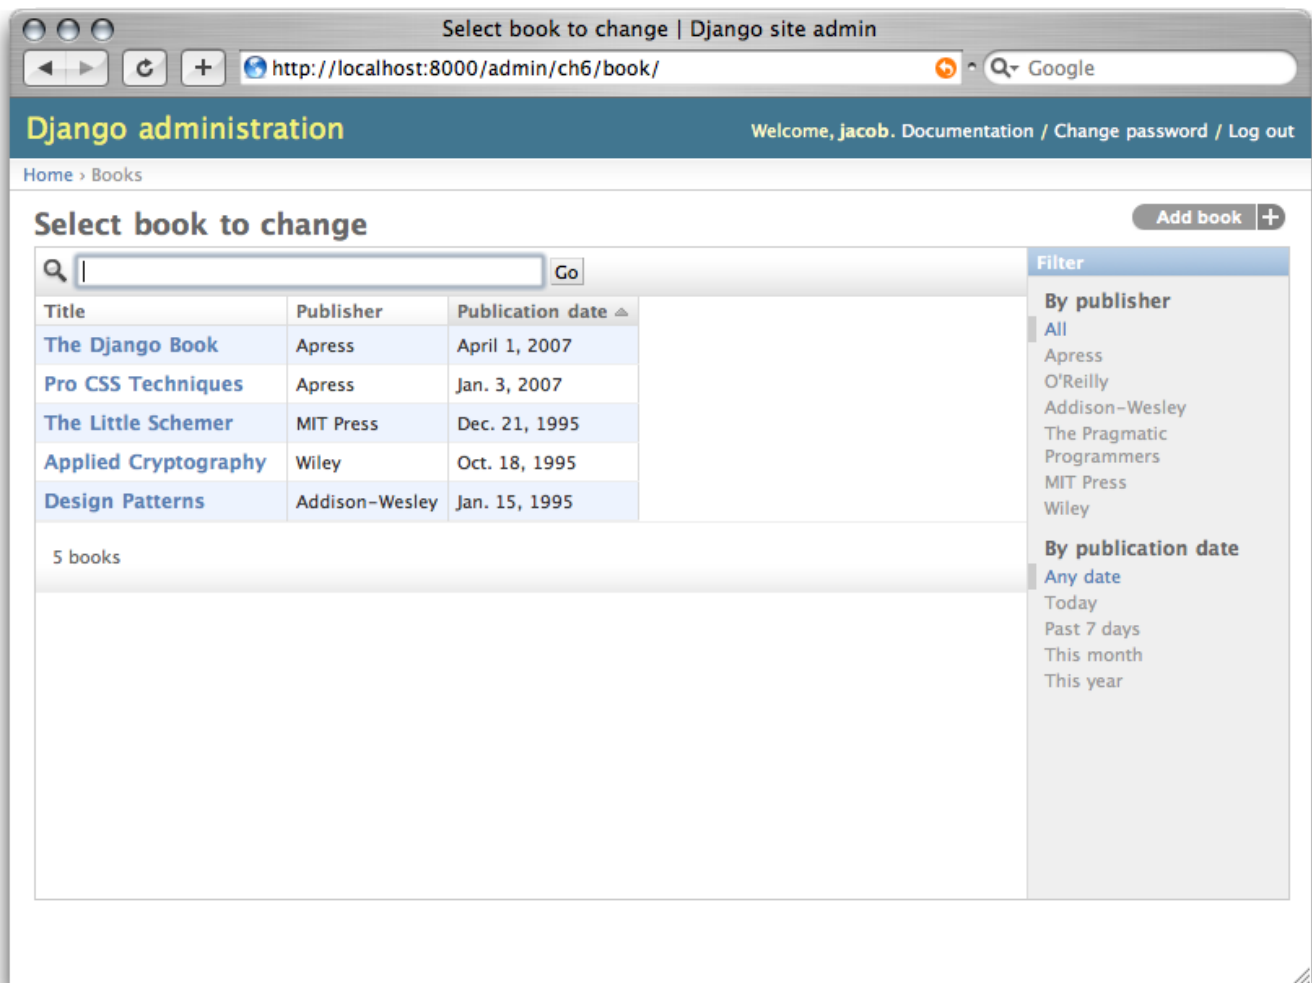 Select book to change | Django site admin
http://localhost:8000/admin/ch6/book/
Google
Django administration
Welcome, jacob. Documentation / Change password / Log out
Home › Books
Select book to change
Add book +
Go
Title Publisher Publication date
The Django Book Apress April 1, 2007
Pro CSS Techniques Apress Jan. 3, 2007
The Little Schemer MIT Press Dec. 21, 1995
Applied Cryptography Wiley Oct. 18, 1995
Design Patterns Addison-Wesley Jan. 15, 1995
5 books
Filter
By publisher
All
Apress
O'Reilly
Addison-Wesley
The Pragmatic
Programmers
MIT Press
Wiley
By publication date
Any date
Today
Past 7 days
This month
This year